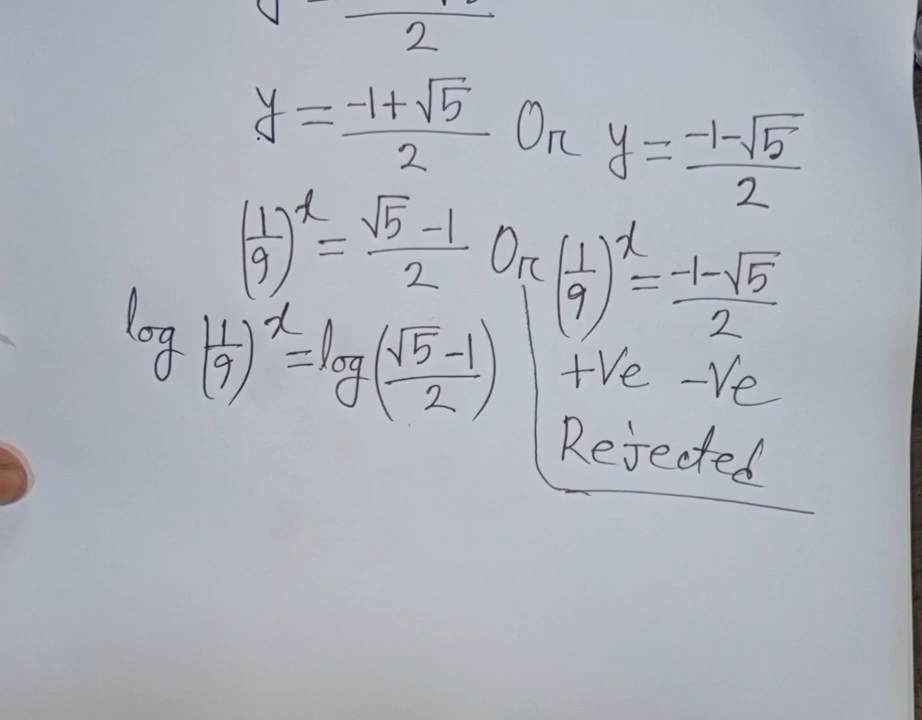 2
y = (-1+√5)/2 Or y = (-1-√5)/2
(1/9)^x = (√5-1)/2 Or (1/9)^x = (-1-√5)/2
log (1/9)^x = log((√5-1)/2)
+Ve -Ve
Rejected